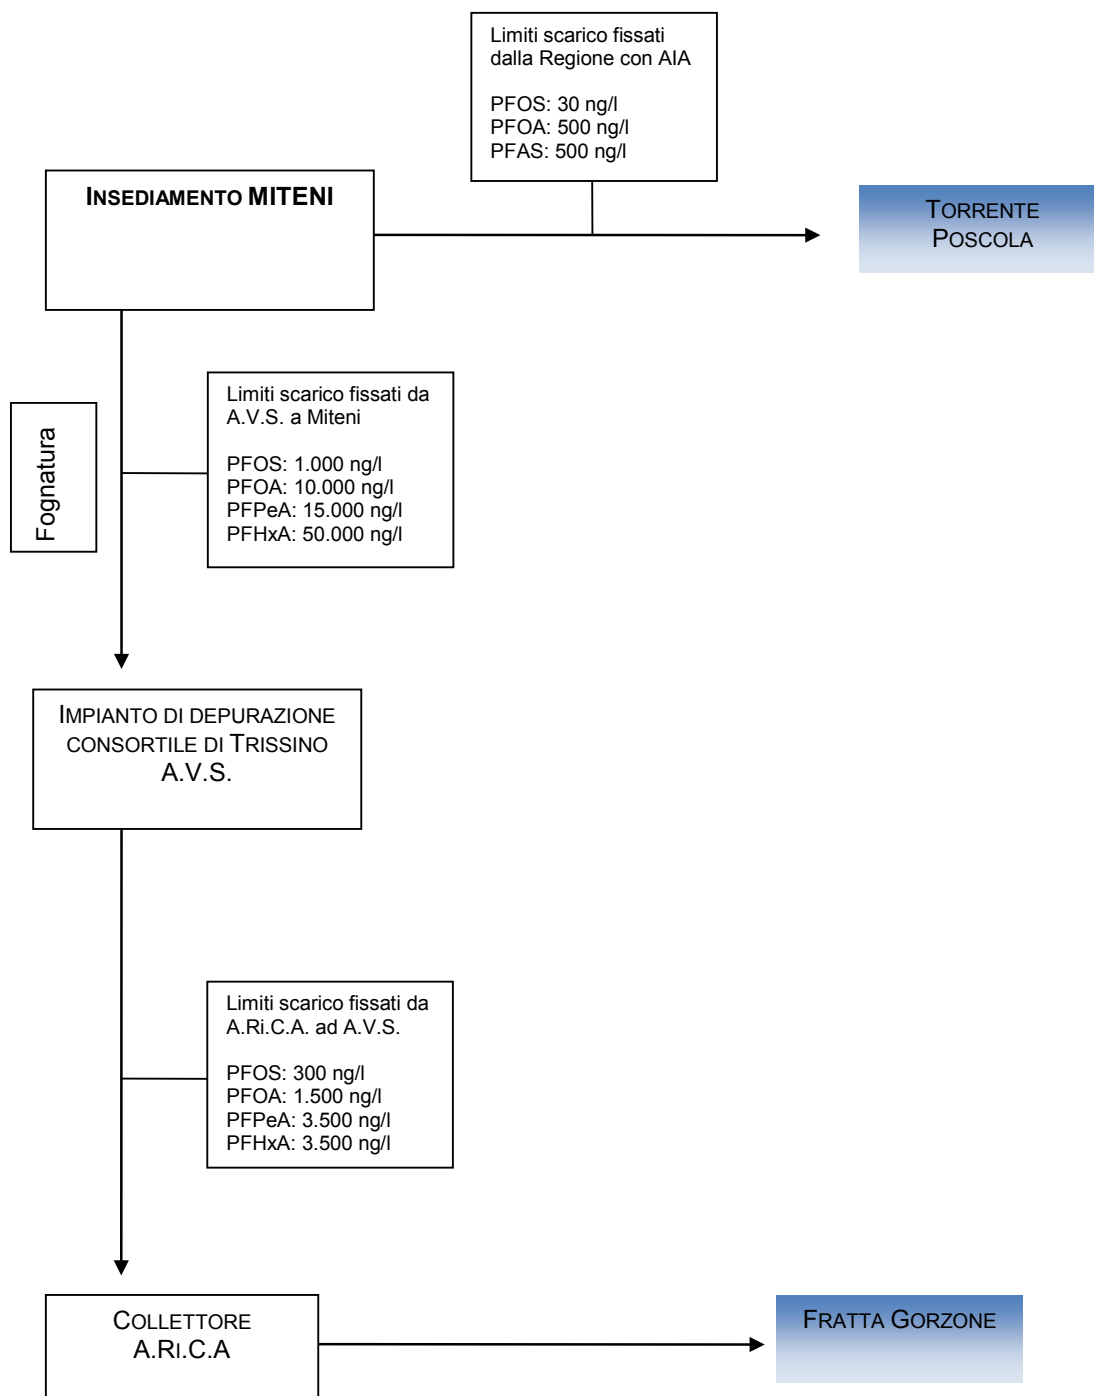 Limiti scarico fissati
dalla Regione con AIA
PFOS: 30 ng/l
PFOA: 500 ng/l
PFAS: 500 ng/l
INSEDIAMENTO MITENI
TORRENTE
POSCOLA
Limiti scarico fissati da
A.V.S. a Miteni
PFOS: 1.000 ng/l
PFOA: 10.000 ng/l
PFPeA: 15.000 ng/l
PFHxA: 50.000 ng/l
Fognatura
IMPIANTO DI DEPURAZIONE
CONSORTILE DI TRISSINO
A.V.S.
Limiti scarico fissati da
A.Ri.C.A. ad A.V.S.
PFOS: 300 ng/l
PFOA: 1.500 ng/l
PFPeA: 3.500 ng/l
PFHxA: 3.500 ng/l
COLLETTORE
A.RI.C.A
FRATTA GORZONE